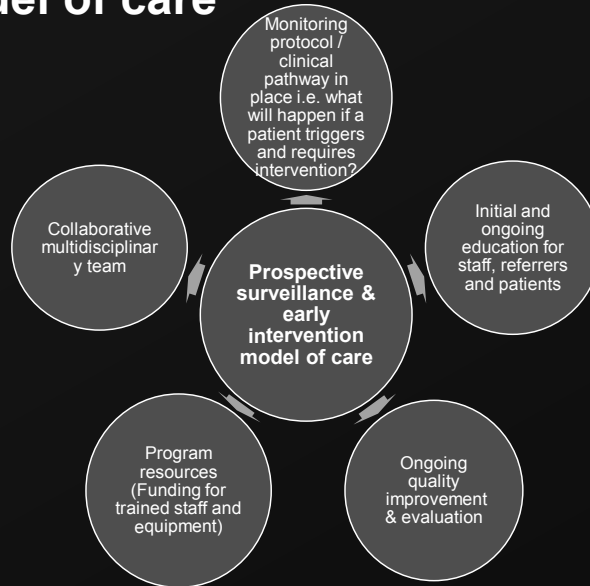 del of care
Monitoring
protocol /
clinical
pathway in
place i.e. what
will happen if a
patient triggers
and requires
intervention?
Collaborative
multidisciplinar
y team
Initial and
ongoing
education for
staff, referrers
and patients
Prospective
surveillance &
early
intervention
model of care
Program
resources
(Funding for
trained staff and
equipment)
Ongoing
quality
improvement
& evaluation